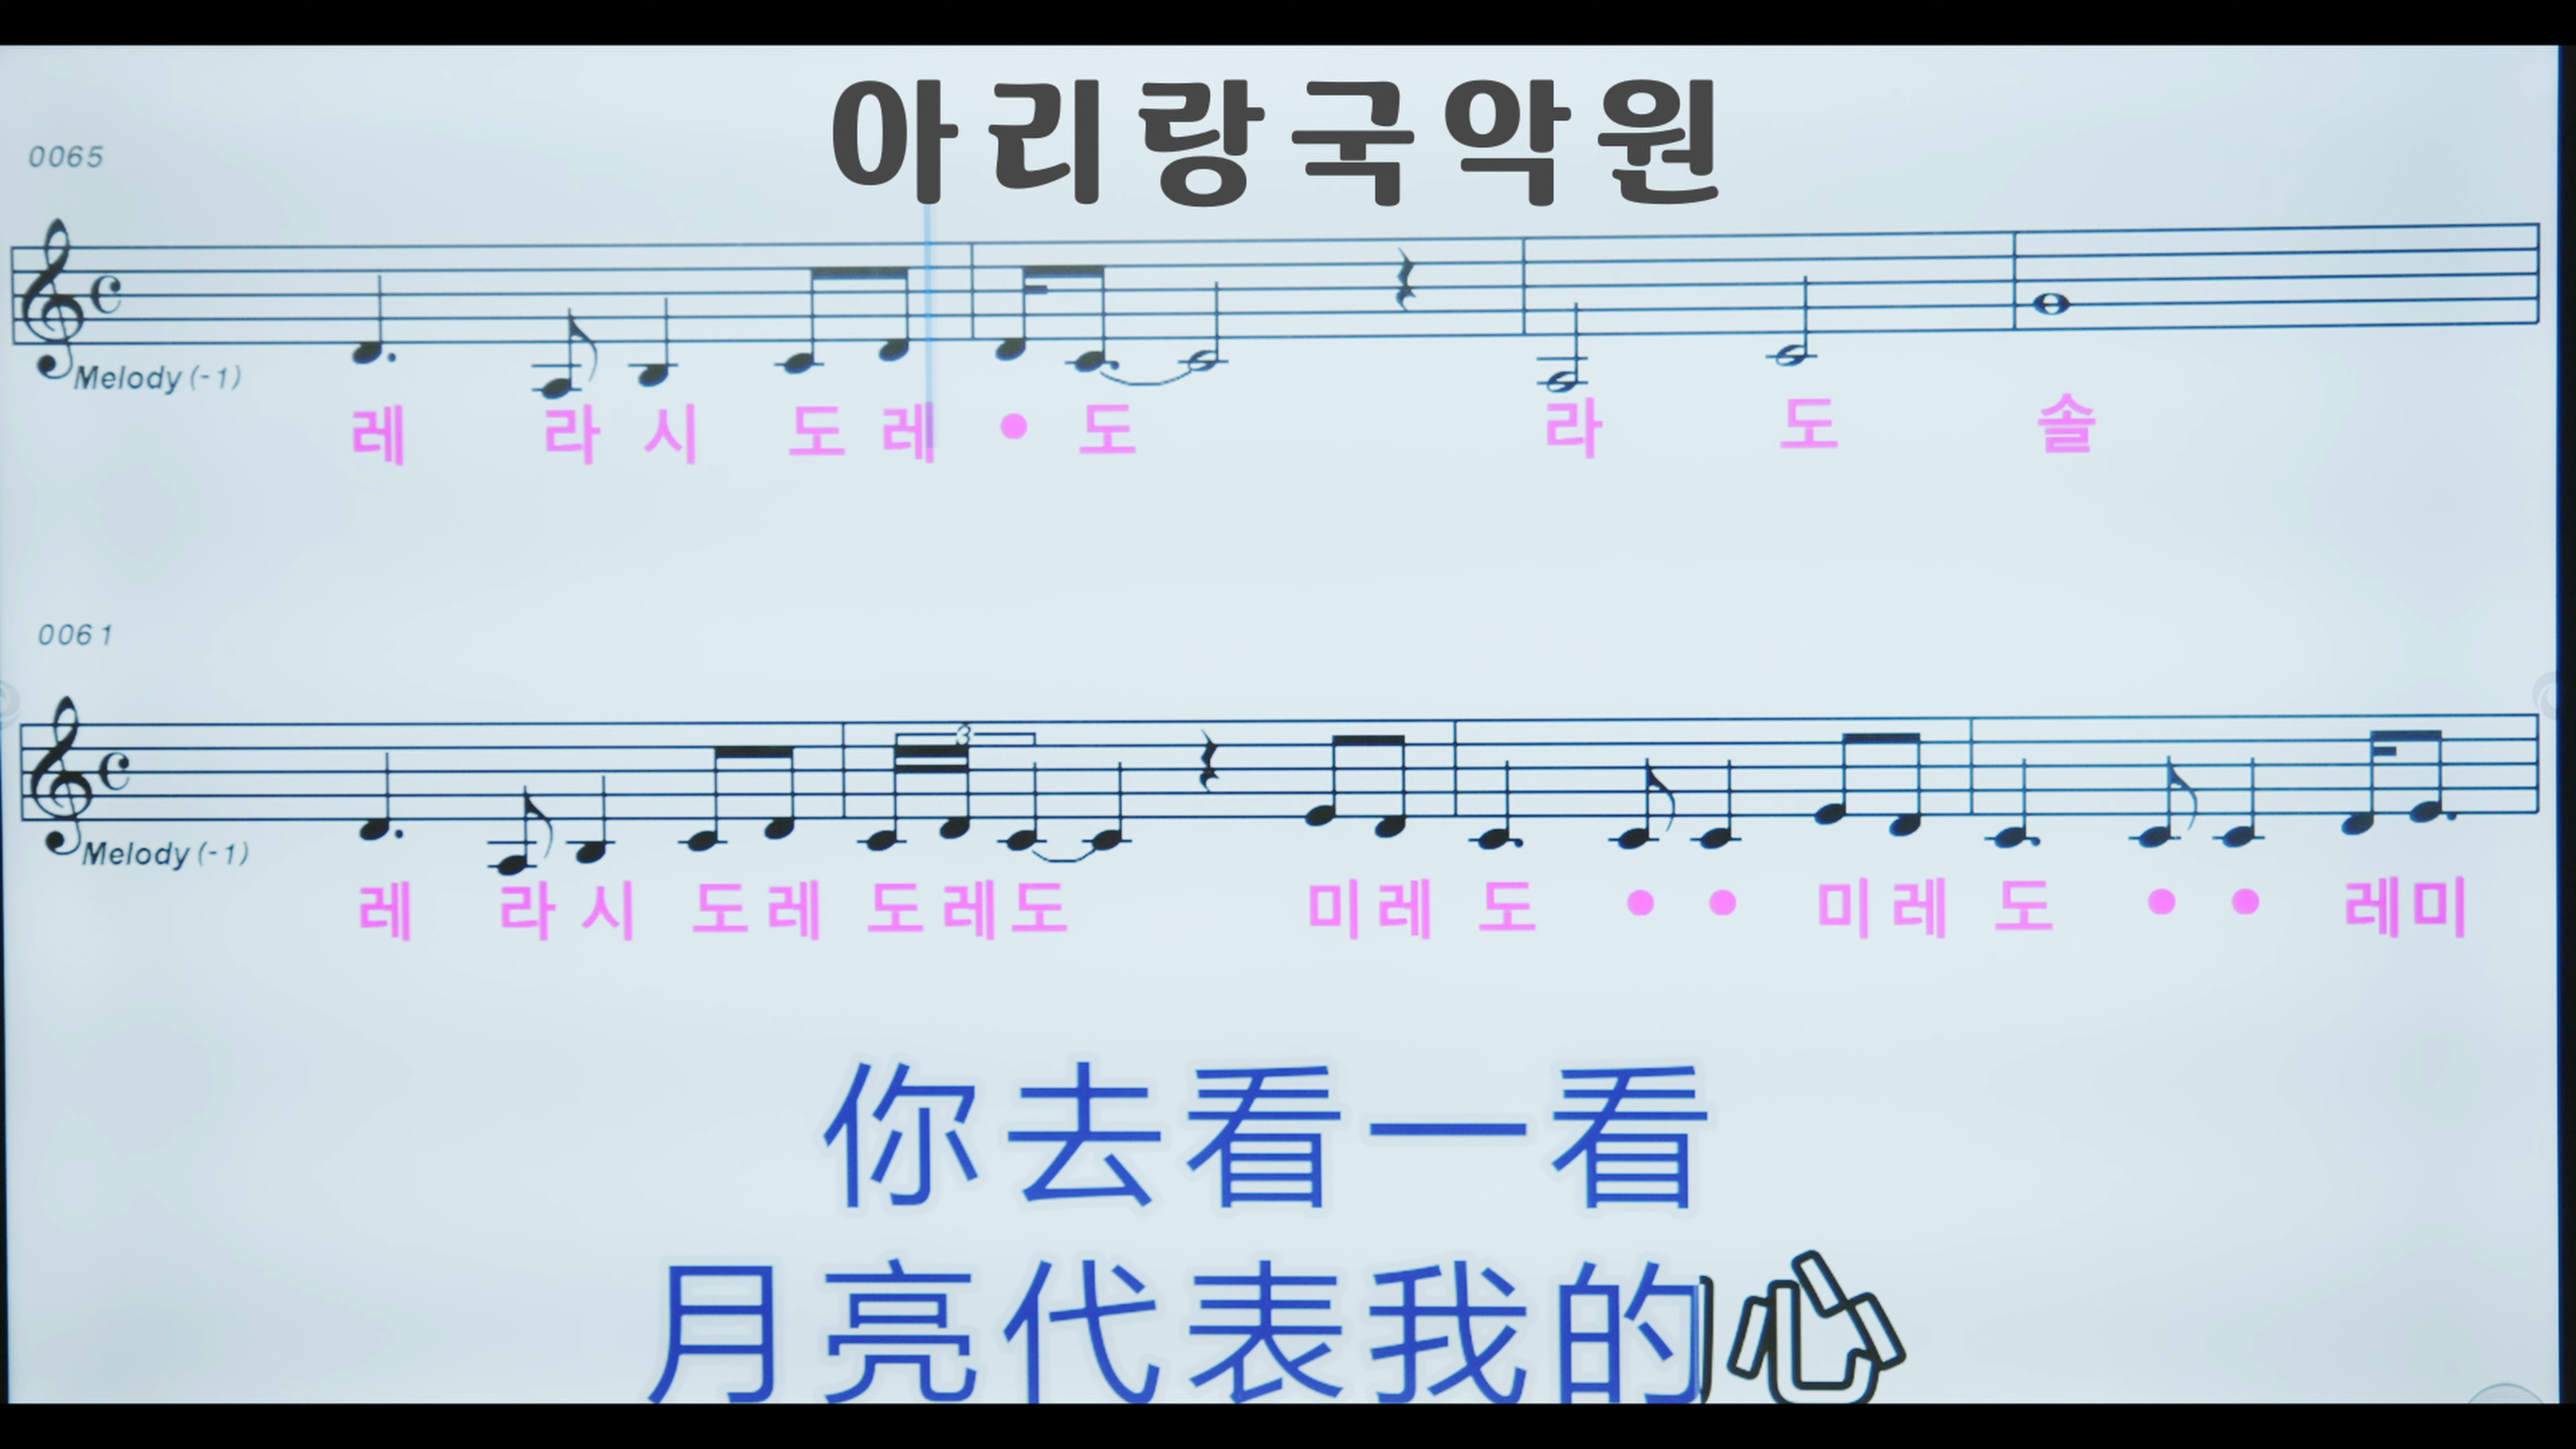 아리랑국악원
0065
Melody (-1)
레 라 시 도 레 • 도 라 도 솔
0061
3
Melody (-1)
레 라 시 도 레 도 레 도 미 레 도 • • 미 레 도 • • 레 미
你去看一看
月亮代表我的心